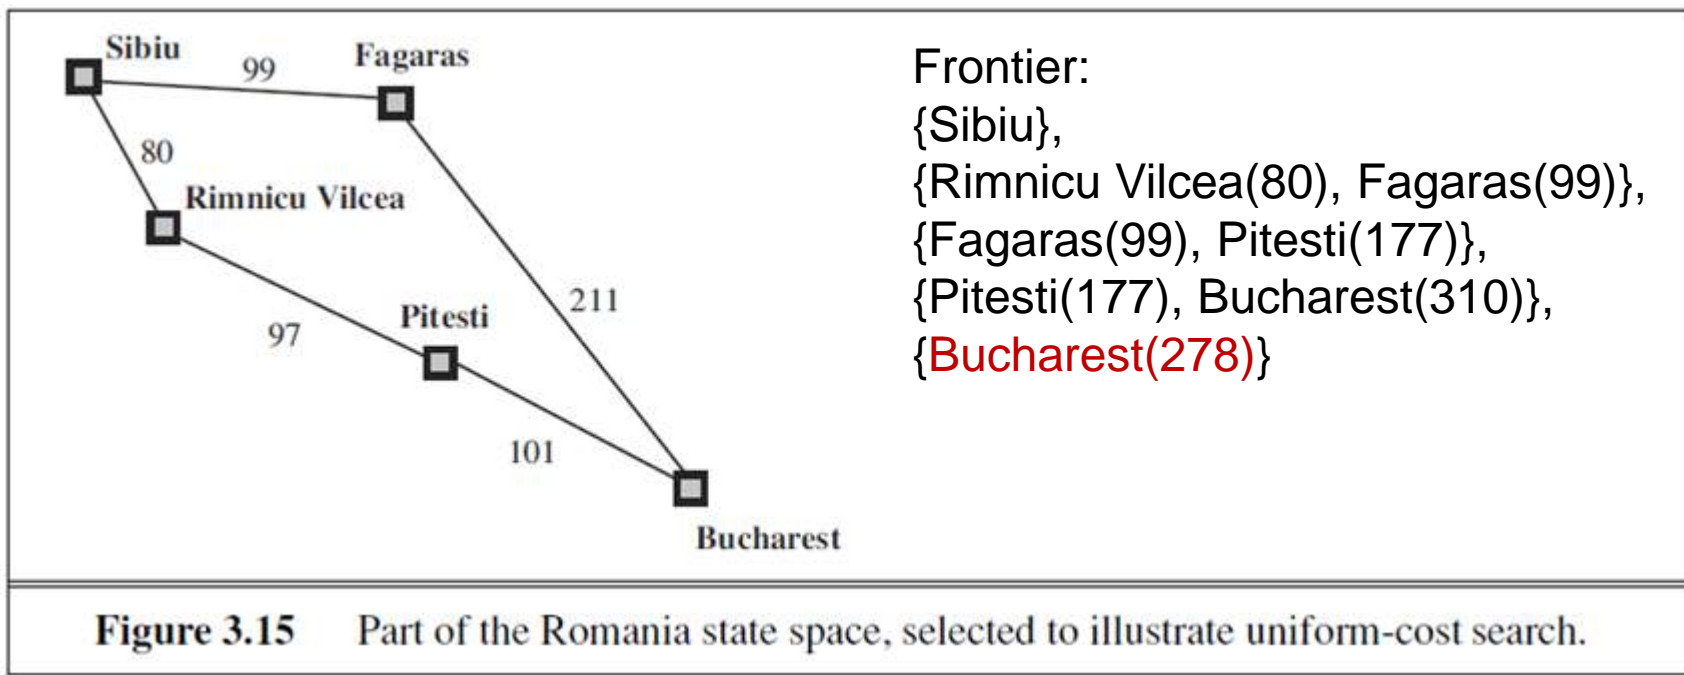 Sibiu
99
Fagaras
80
Rimnicu Vilcea
97
Pitesti
211
101
Bucharest
Frontier:
{Sibiu},
{Rimnicu Vilcea(80), Fagaras(99)},
{Fagaras(99), Pitesti(177)},
{Pitesti(177), Bucharest(310)},
{Bucharest(278)}
Figure 3.15 Part of the Romania state space, selected to illustrate uniform-cost search.